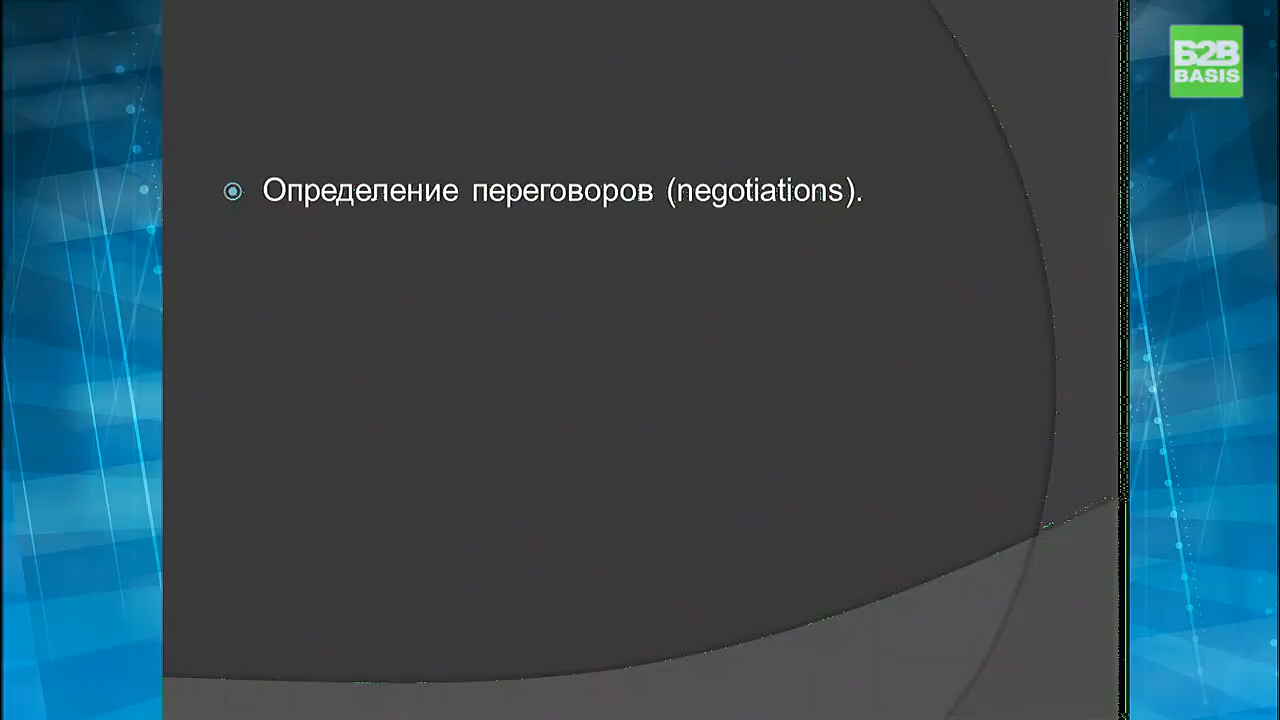 Б2В
BASIS
Определение переговоров (negotiations).